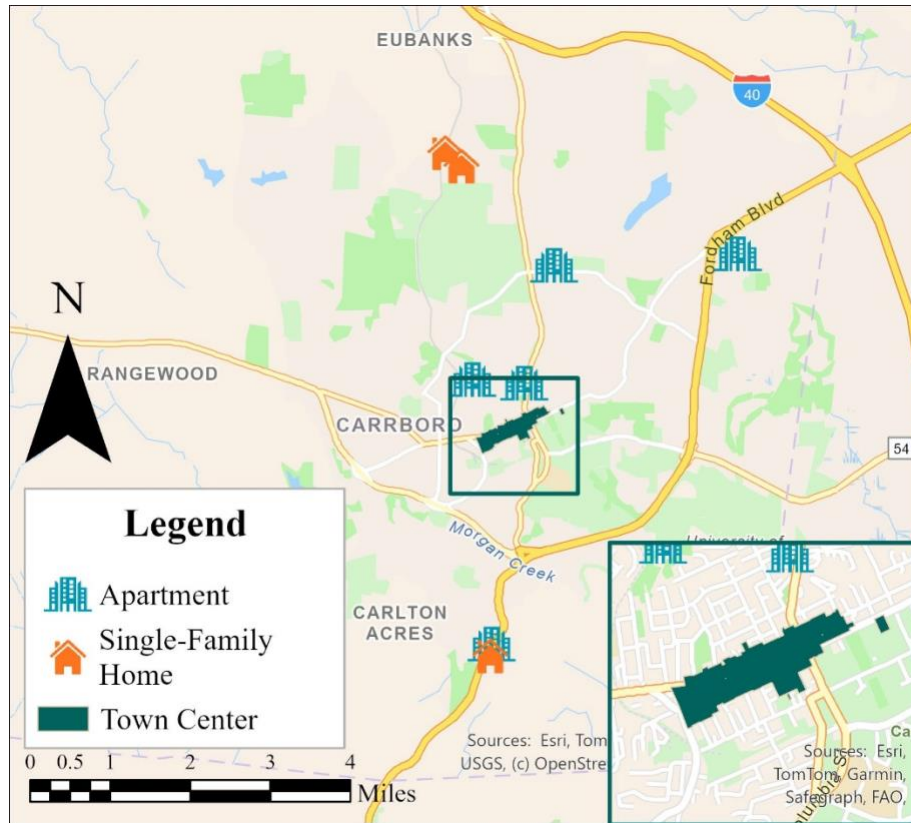 EUBANKS
40
Fordham Blvd
N
RANGEWOOD
CARRBORO
54
Legend
Apartment
Single-Family
Home
Town Center
Morgan Creek
University of
CARLTON
ACRES
Sources: Esri, Tom
USGS, (c) OpenStre
0 0.5 1 2 3 4
Miles
Ca
Sources: Esri,
TomTom, Garmin,
Safegraph, FAO,
olumbia S